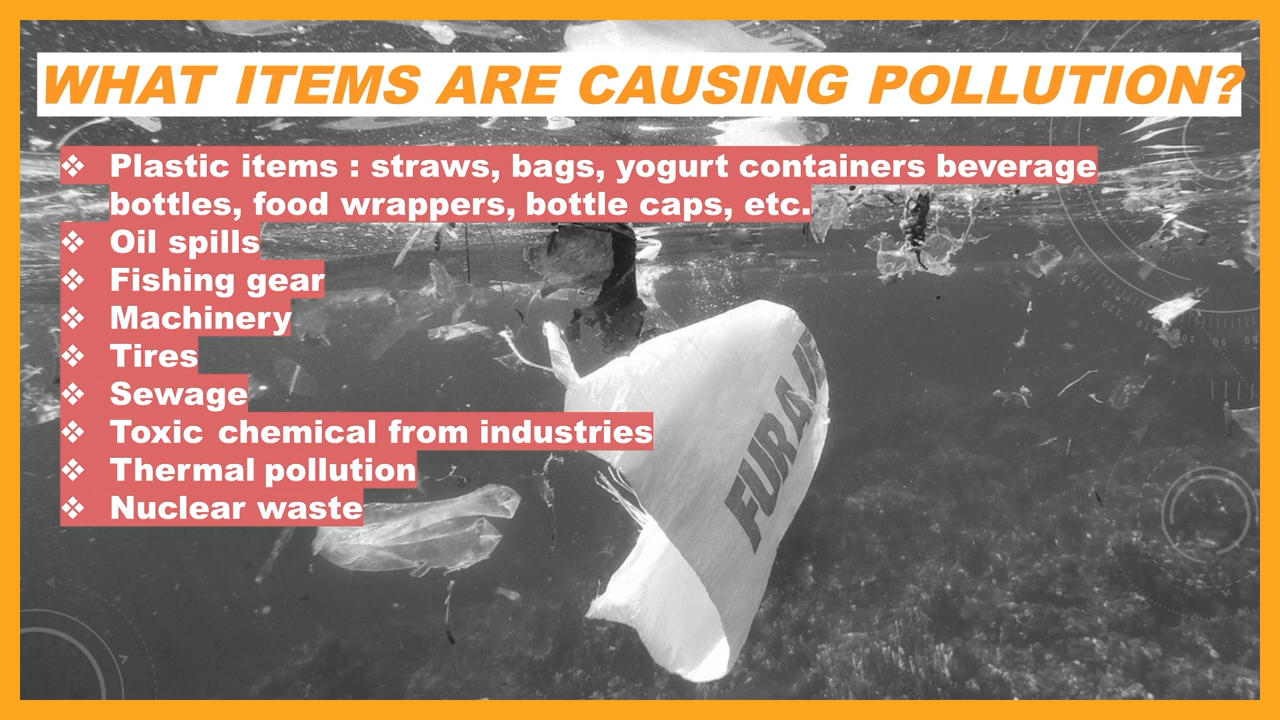 WHAT ITEMS ARE CAUSING POLLUTION?
❖ Plastic items : straws, bags, yogurt containers beverage
bottles, food wrappers, bottle caps, etc.
❖ Oil spills
❖ Fishing gear
❖ Machinery
❖ Tires
❖ Sewage
❖ Toxic chemical from industries
❖ Thermal pollution
❖ Nuclear waste